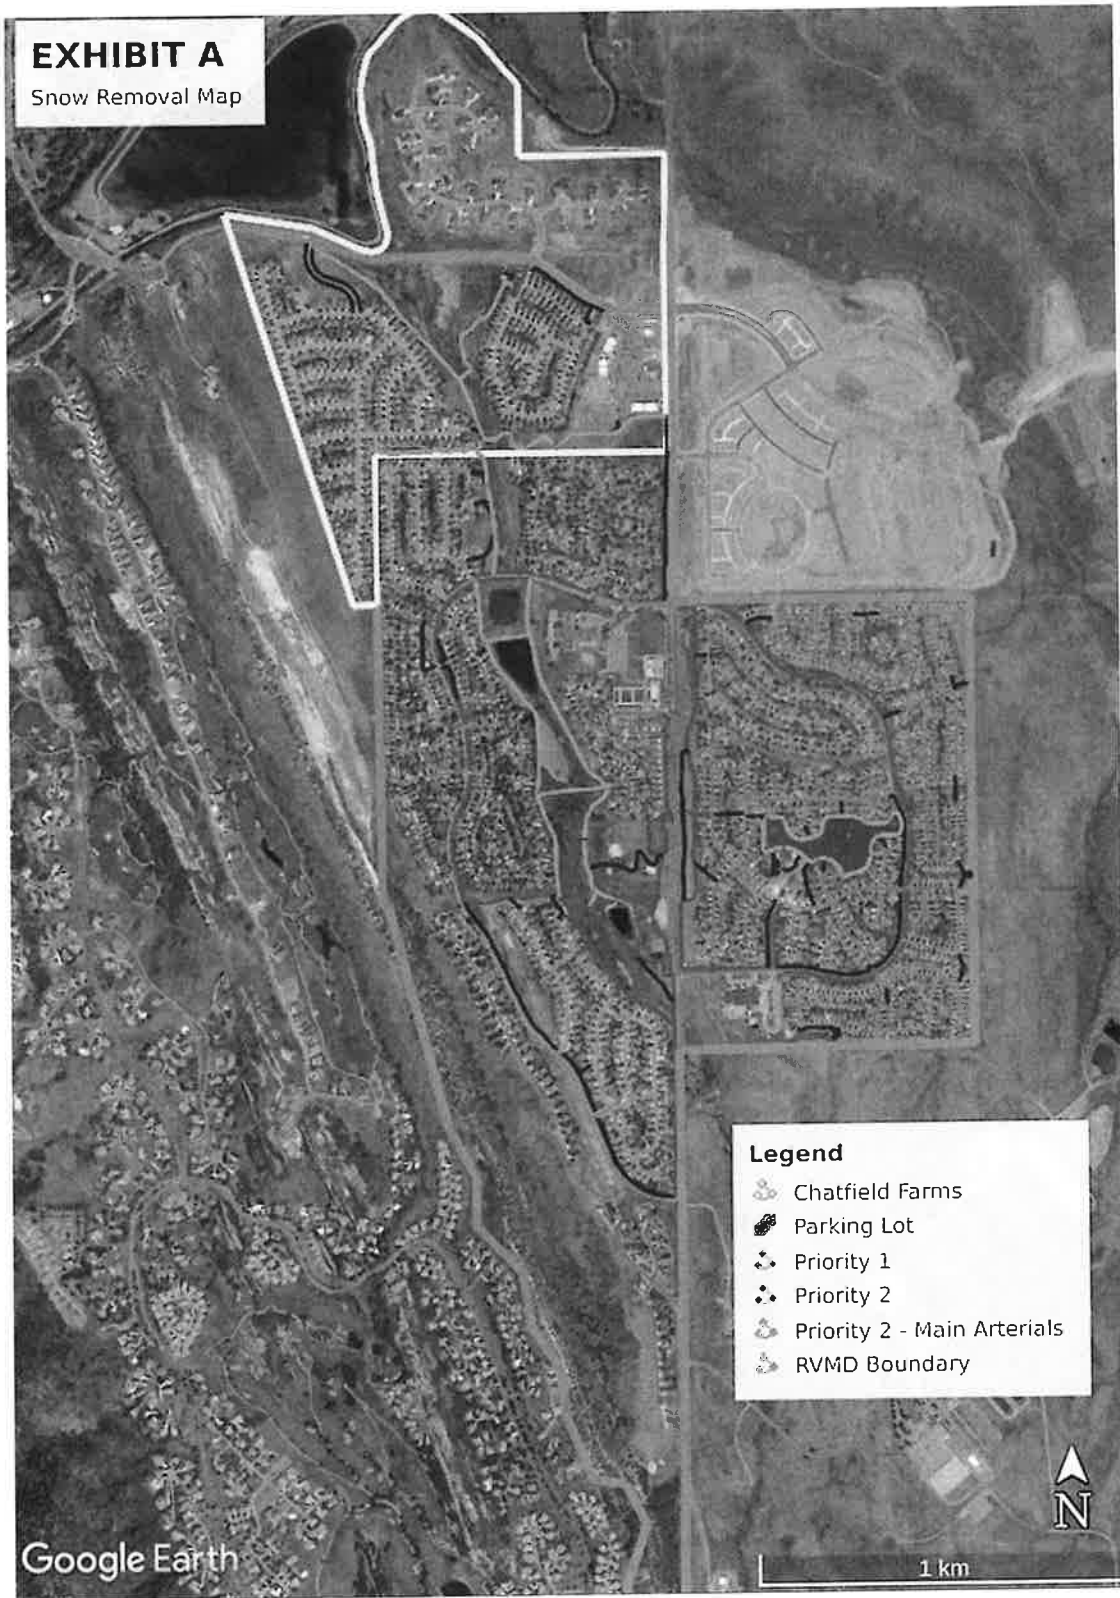 EXHIBIT A
Snow Removal Map
Legend
Chatfield Farms
Parking Lot
Priority 1
Priority 2
Priority 2 - Main Arterials
RVMD Boundary
N
Google Earth
1 km